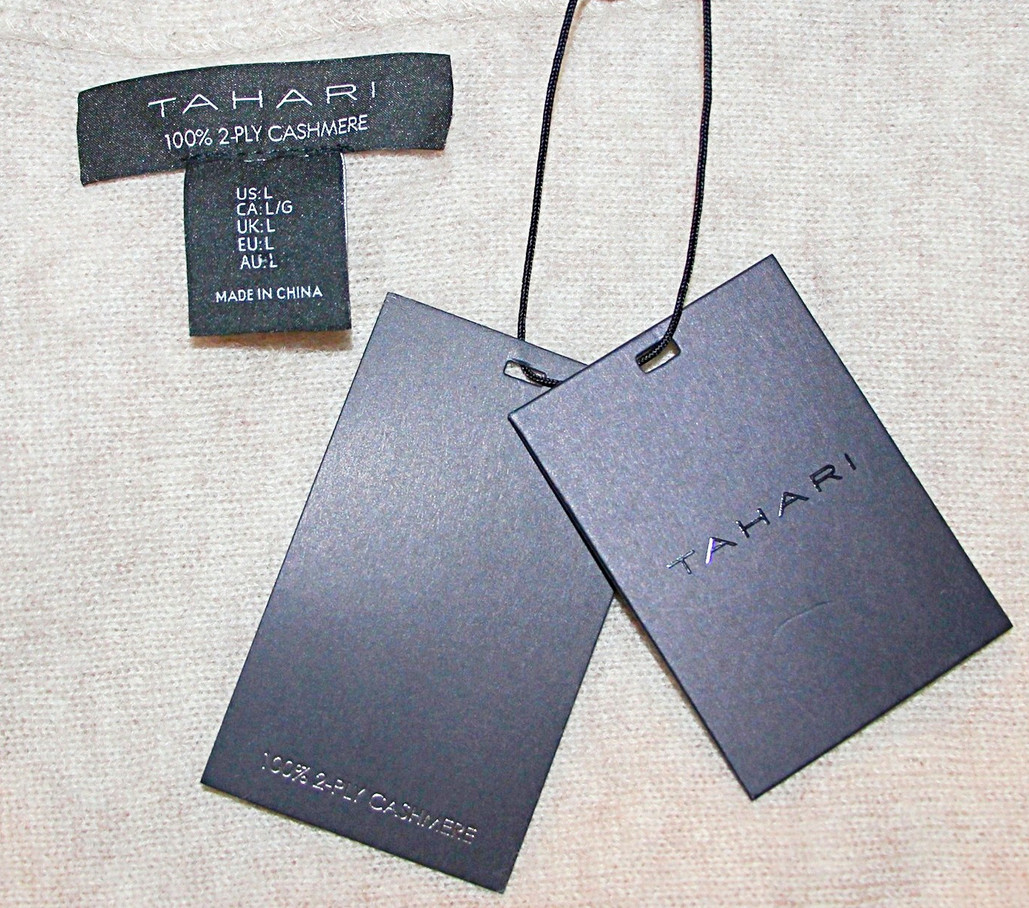 TAHARI
100% 2-PLY CASHMERE
US:L
CA:L/G
UK:L
EU:L
AU:L
MADE IN CHINA
TAHARI
100% 2-PLY CASHMERE